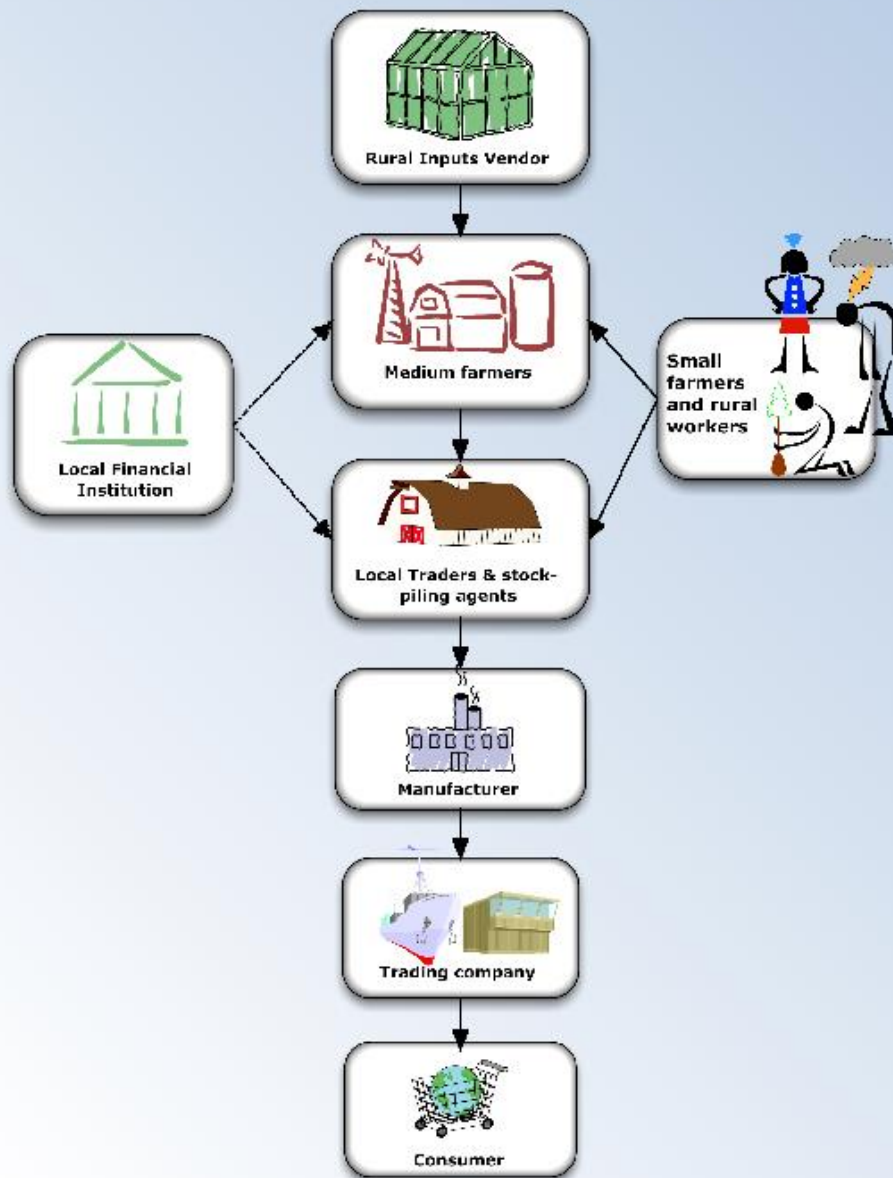 Rural Inputs Vendor
Medium farmers
Small
farmers
and rural
workers
Local Financial
Institution
Local Traders & stock-
piling agents
Manufacturer
Trading company
Consumer